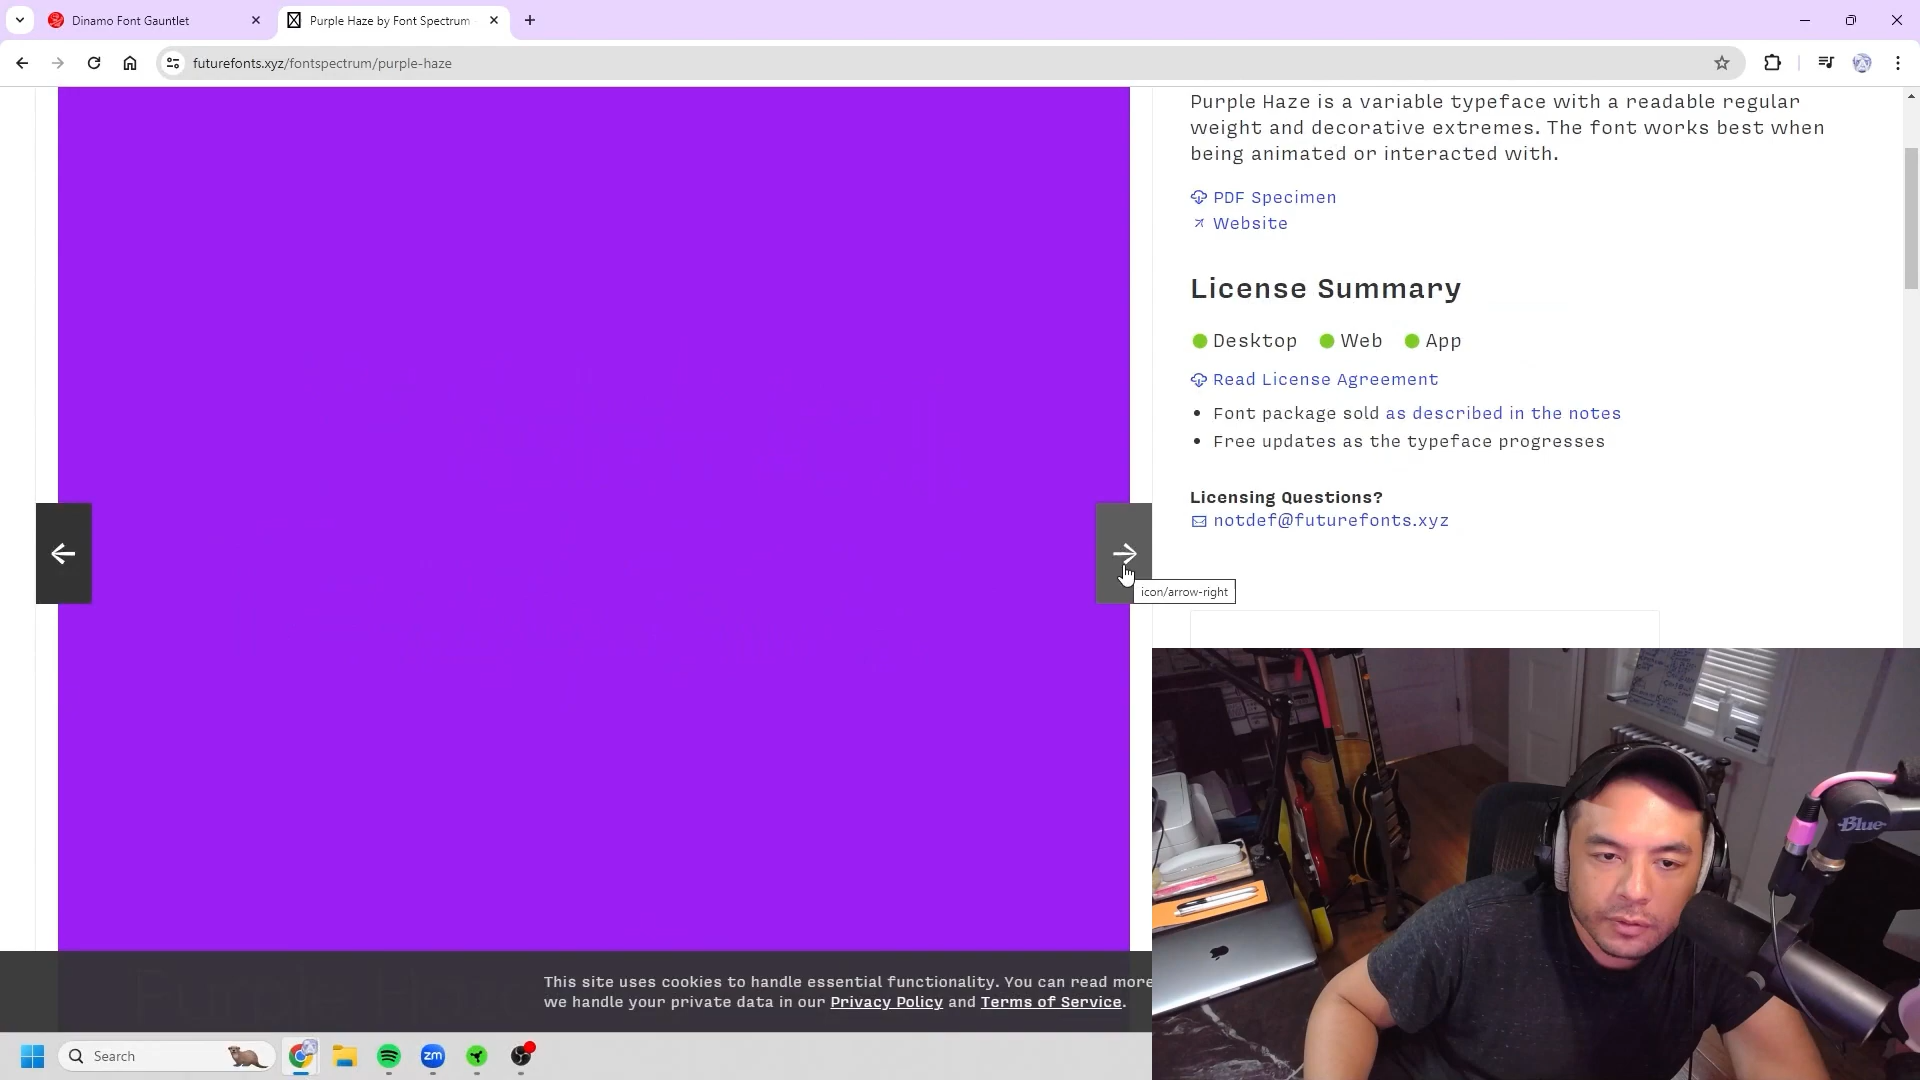 Dinamo Font Gauntlet
Purple Haze by Font Spectrum
futurefonts.xyz/fontspectrum/purple-haze
Purple Haze is a variable typeface with a readable regular
weight and decorative extremes. The font works best when
being animated or interacted with.
PDF Specimen
Website
License Summary
Desktop Web App
Read License Agreement
• Font package sold as described in the notes
• Free updates as the typeface progresses
Licensing Questions?
notdef@futurefonts.xyz
icon/arrow-right
This site uses cookies to handle essential functionality. You can read more
we handle your private data in our Privacy Policy and Terms of Service.
Purple Haze
Blue
Search
zm